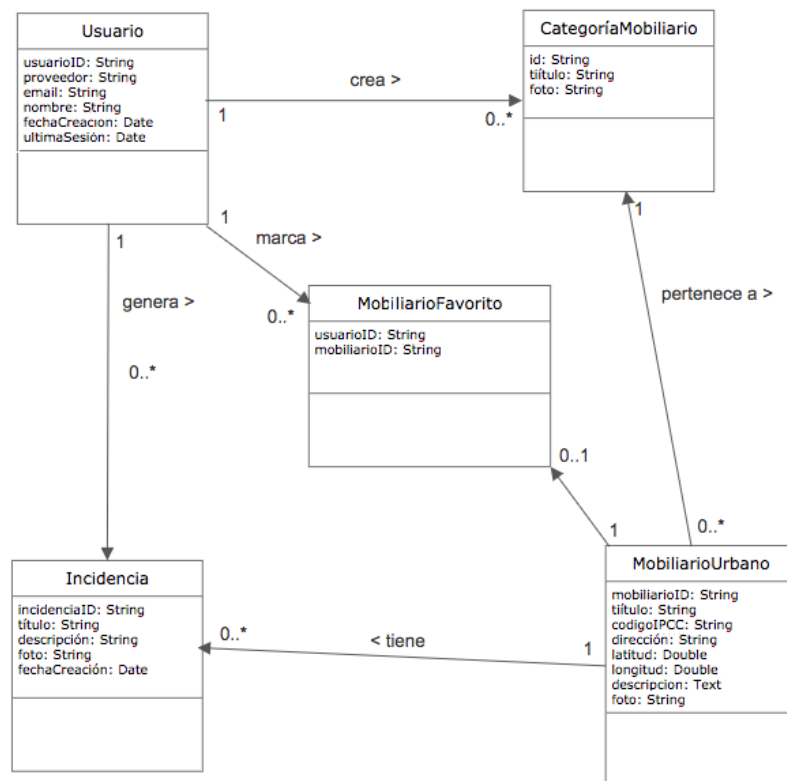 Usuario
usuarioID: String
proveedor: String
email: String
nombre: String
fechaCreacion: Date
ultimaSesión: Date
CategoríaMobiliario
id: String
tiítulo: String
foto: String
crea >
1
0..*
1
marca >
0..*
1
genera >
0..*
1
pertenece a >
0..*
MobiliarioFavorito
usuarioID: String
mobiliarioID: String
0..1
1
Incidencia
incidenciaID: String
título: String
descripción: String
foto: String
fechaCreación: Date
0..*
< tiene
1
MobiliarioUrbano
mobiliarioID: String
tiítulo: String
codigoIPCC: String
dirección: String
latitud: Double
longitud: Double
descripcion: Text
foto: String